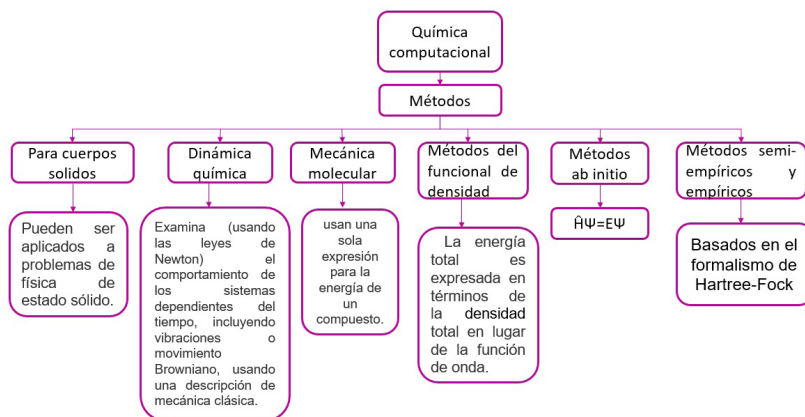 Química
computacional
Métodos
Para cuerpos
solidos
Dinámica
química
Mecánica
molecular
Métodos del
funcional de
densidad
Métodos
ab initio
Métodos semi-
empíricos y
empíricos
Pueden ser
aplicados a
problemas de
física de
estado sólido.
Examina (usando
las leyes de
Newton) el
comportamiento de
los sistemas
dependientes del
tiempo, incluyendo
vibraciones o
movimiento
Browniano, usando
una descripción de
mecánica clásica.
usan una
sola
expresión
para la
energía de
un
compuesto.
La energía
total es
expresada en
términos de
la densidad
total en lugar
de la función
de onda.
ĤΨ=EΨ
Basados en el
formalismo de
Hartree-Fock